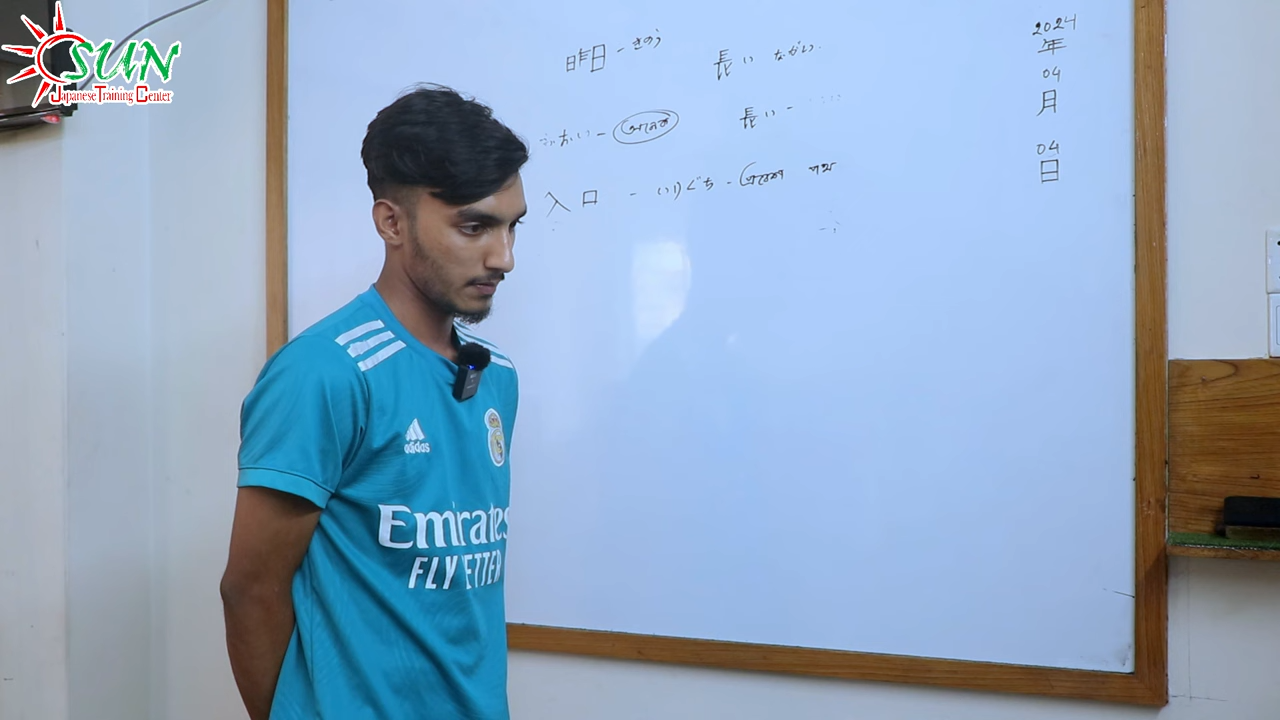 SUN
Japanese Training Center
昨日 - きのう
長い ながい
長い -
入口 - いりぐち -
2024
年
04
月
04
日
adidas
Emirates
FLY BETTER